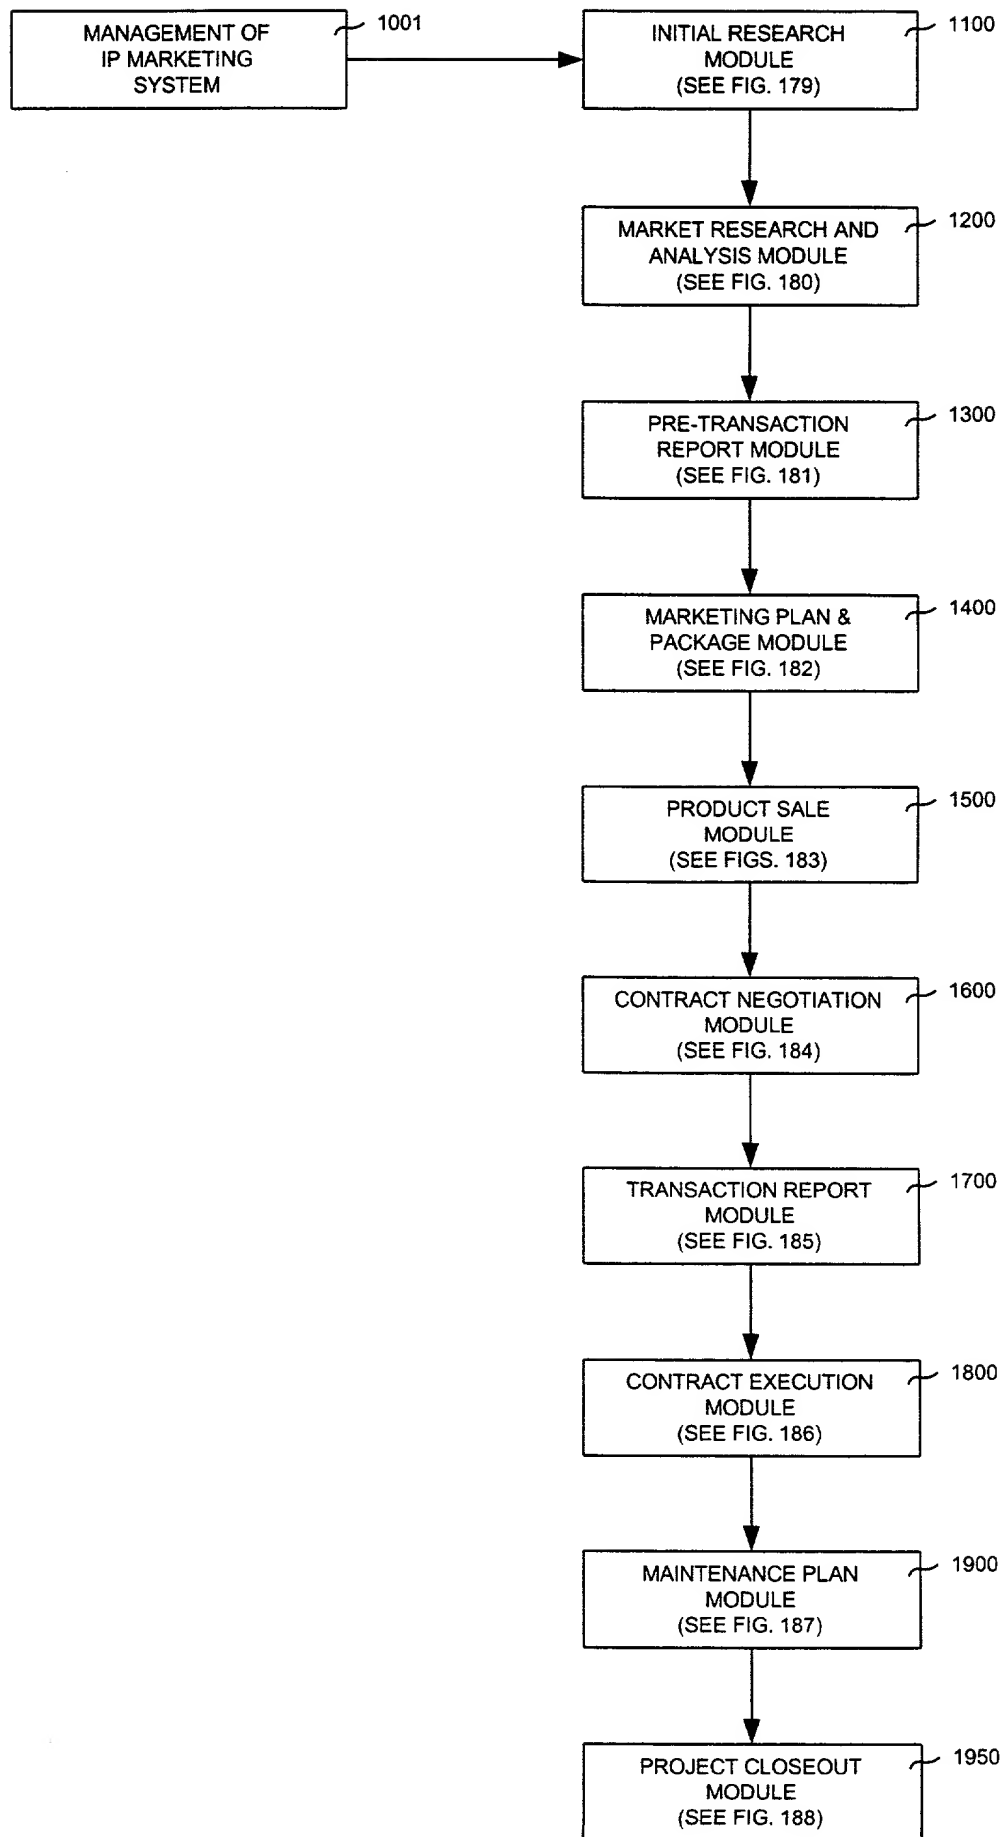 MANAGEMENT OF
IP MARKETING
SYSTEM
1001
INITIAL RESEARCH
MODULE
(SEE FIG. 179)
1100
MARKET RESEARCH AND
ANALYSIS MODULE
(SEE FIG. 180)
1200
PRE-TRANSACTION
REPORT MODULE
(SEE FIG. 181)
1300
MARKETING PLAN &
PACKAGE MODULE
(SEE FIG. 182)
1400
PRODUCT SALE
MODULE
(SEE FIGS. 183)
1500
CONTRACT NEGOTIATION
MODULE
(SEE FIG. 184)
1600
TRANSACTION REPORT
MODULE
(SEE FIG. 185)
1700
CONTRACT EXECUTION
MODULE
(SEE FIG. 186)
1800
MAINTENANCE PLAN
MODULE
(SEE FIG. 187)
1900
PROJECT CLOSEOUT
MODULE
(SEE FIG. 188)
1950